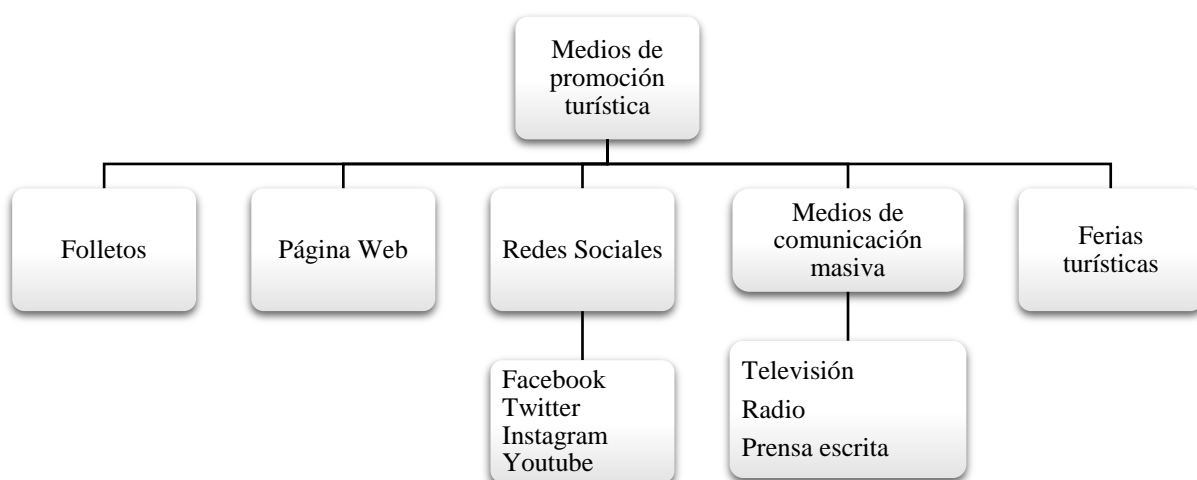 Medios de
promoción
turística
Folletos
Página Web
Redes Sociales
Medios de
comunicación
masiva
Ferias
turísticas
Facebook
Twitter
Instagram
Youtube
Televisión
Radio
Prensa escrita